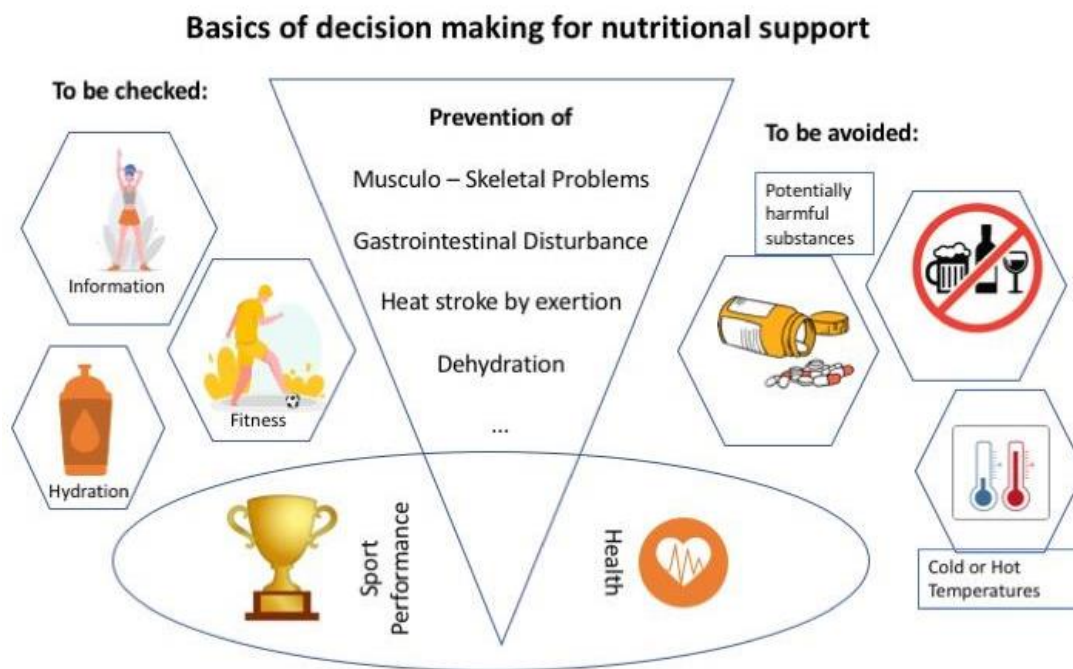 Basics of decision making for nutritional support
To be checked:
Information
Fitness
Hydration
Prevention of
Musculo – Skeletal Problems
Gastrointestinal Disturbance
Heat stroke by exertion
Dehydration
...
To be avoided:
Potentially
harmful
substances
Cold or Hot
Temperatures
Sport
Performance
Health